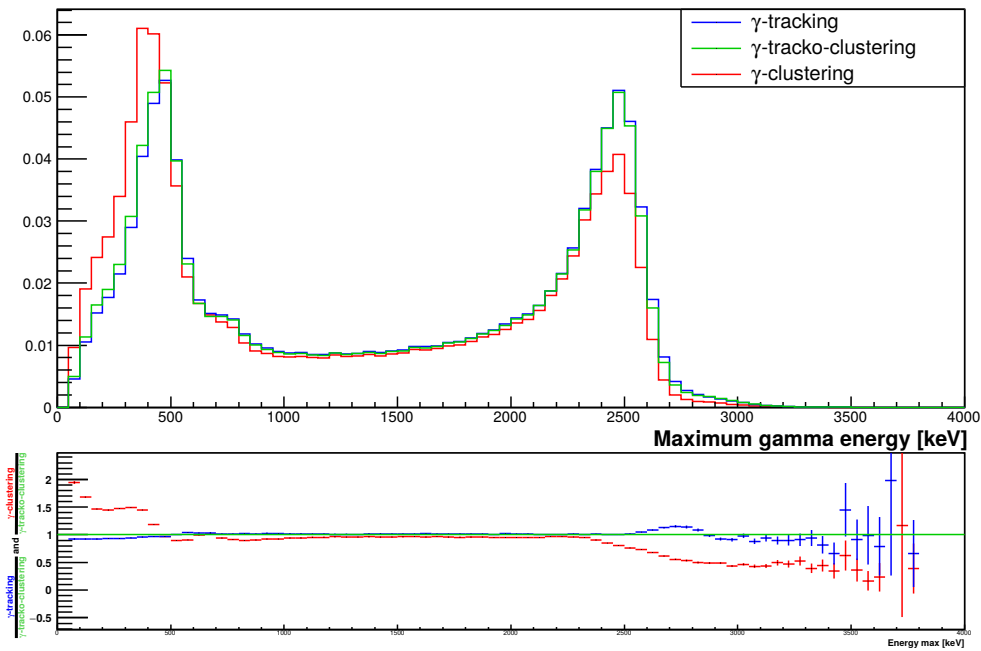 γ-tracking
γ-tracko-clustering
γ-clustering
0.06
0.05
0.04
0.03
0.02
0.01
0
0 500 1000 1500 2000 2500 3000 3500 4000
Maximum gamma energy [keV]
γ-tracking
γ-tracko-clustering
and
γ-clustering
γ-tracko-clustering
2
1.5
1
0.5
0
−0.5
0 500 1000 1500 2000 2500 3000 3500 4000
Energy max [keV]